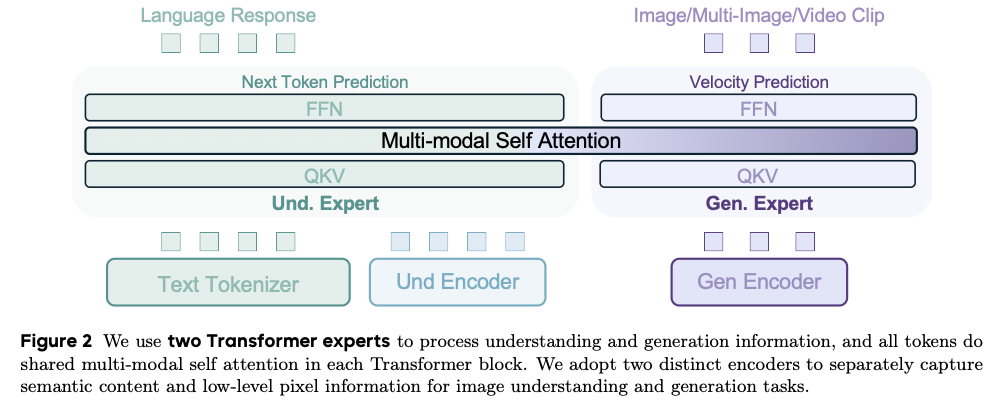 Language Response
Image/Multi-Image/Video Clip
Next Token Prediction
Velocity Prediction
FFN
FFN
Multi-modal Self Attention
QKV
QKV
Und. Expert
Gen. Expert
Text Tokenizer
Und Encoder
Gen Encoder
Figure 2 We use two Transformer experts to process understanding and generation information, and all tokens do
shared multi-modal self attention in each Transformer block. We adopt two distinct encoders to separately capture
semantic content and low-level pixel information for image understanding and generation tasks.